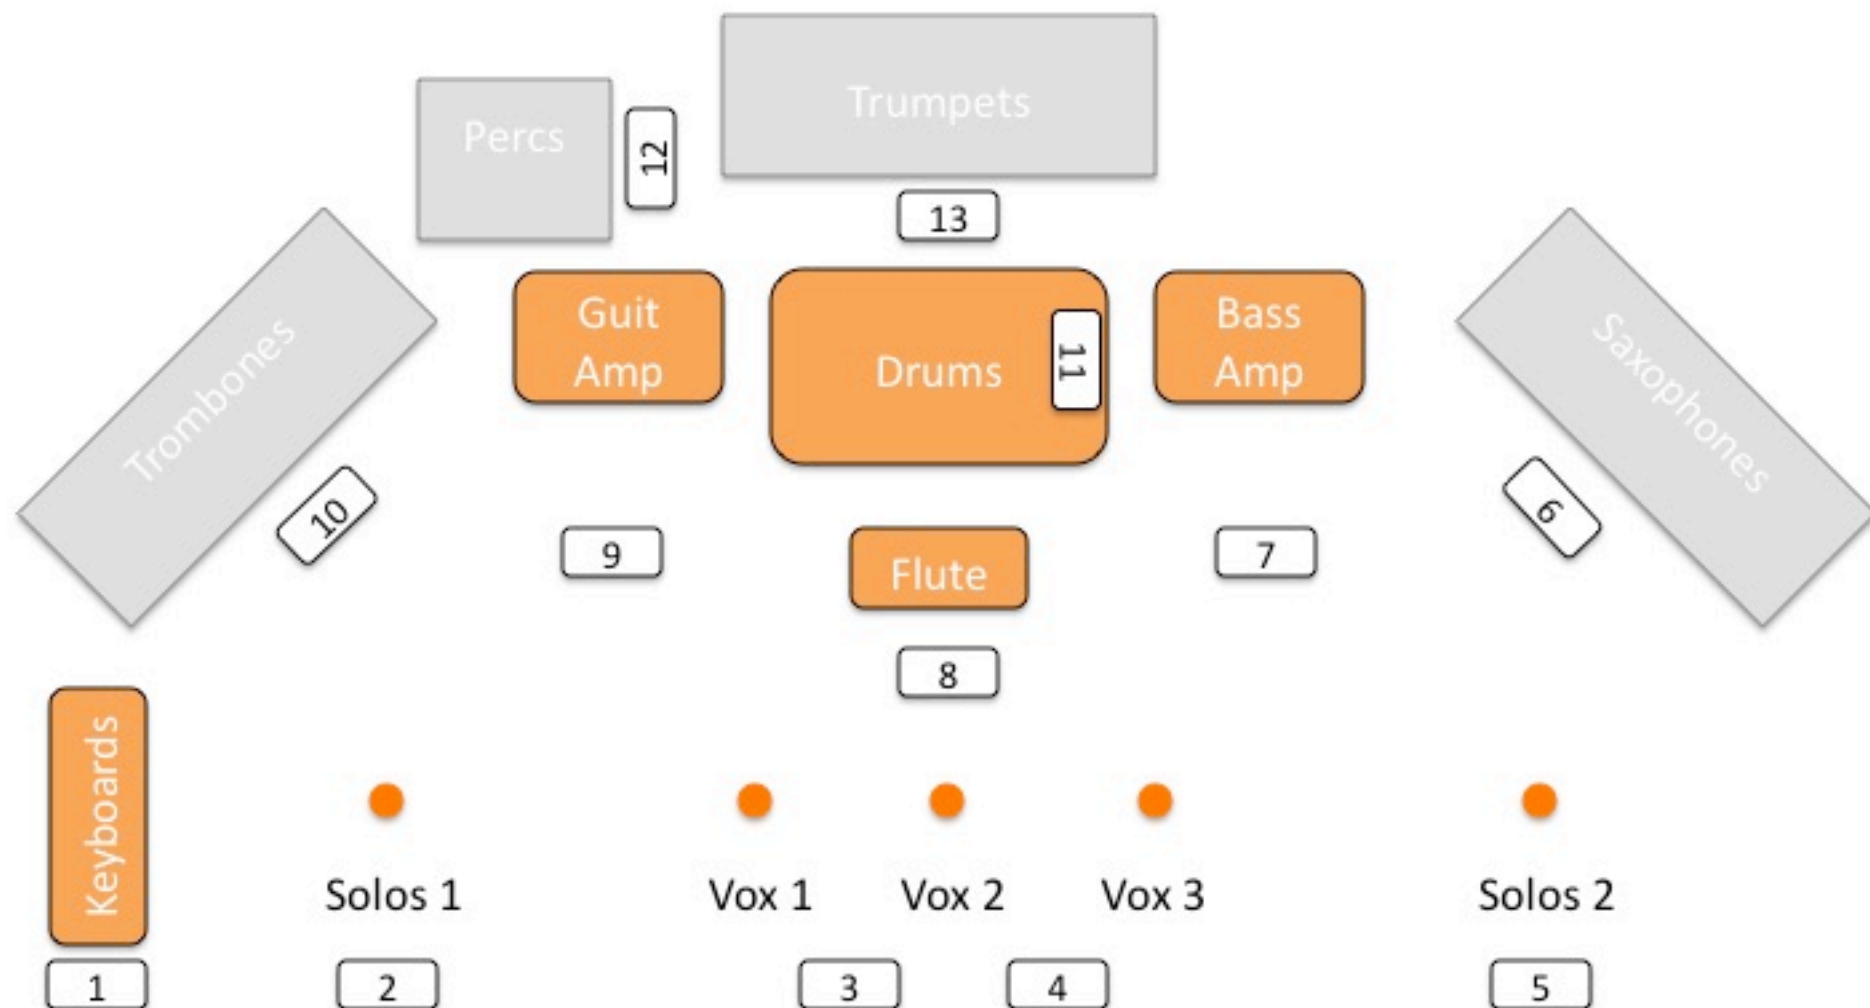 Trumpets
Percs
12
13
Guit
Amp
Drums
11
Bass
Amp
Trombones
Saxophones
10
9
Flute
7
6
8
Keyboards
Solos 1
Vox 1
Vox 2
Vox 3
Solos 2
1
2
3
4
5